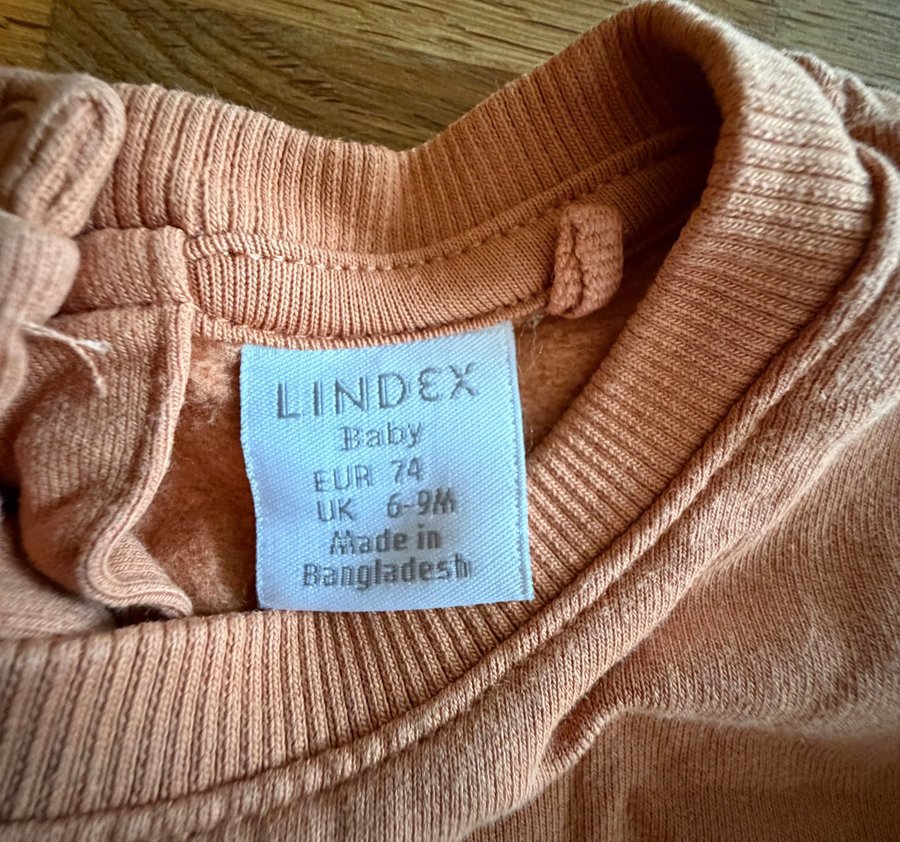 LINDEX
Baby
EUR 74
UK 6-9M
Made in
Bangladesh